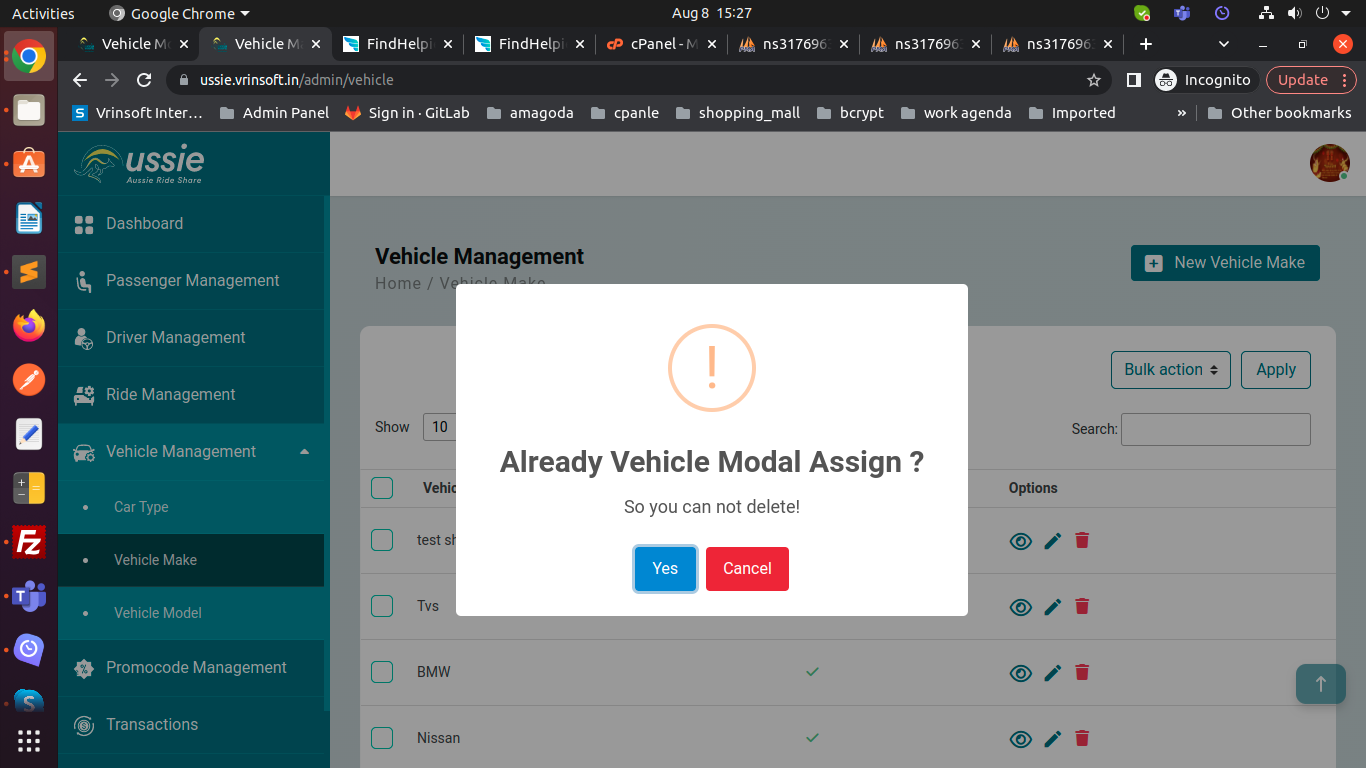 Activities
Google Chrome
Aug 8 15:27
Vehicle M
Vehicle Ma
FindHelpi
FindHelpi
cPanel - M
ns3176963
ns3176963
ns3176963
ussie.vrinsoft.in/admin/vehicle
Incognito
Update
Vrinsoft Inter…
Admin Panel
Sign in · GitLab
amagoda
cpanle
shopping_mall
bcrypt
work agenda
Imported
»
Other bookmarks
ussie
Aussie Ride Share
Dashboard
Passenger Management
Driver Management
Ride Management
Vehicle Management
Car Type
Vehicle Make
Vehicle Model
Promocode Management
Transactions
Vehicle Management
Home / Vehicle Make
New Vehicle Make
Bulk action
Apply
Show 10
Search:
Vehic
Options
test sh
Tvs
BMW
Nissan
!
Already Vehicle Modal Assign ?
So you can not delete!
Yes
Cancel